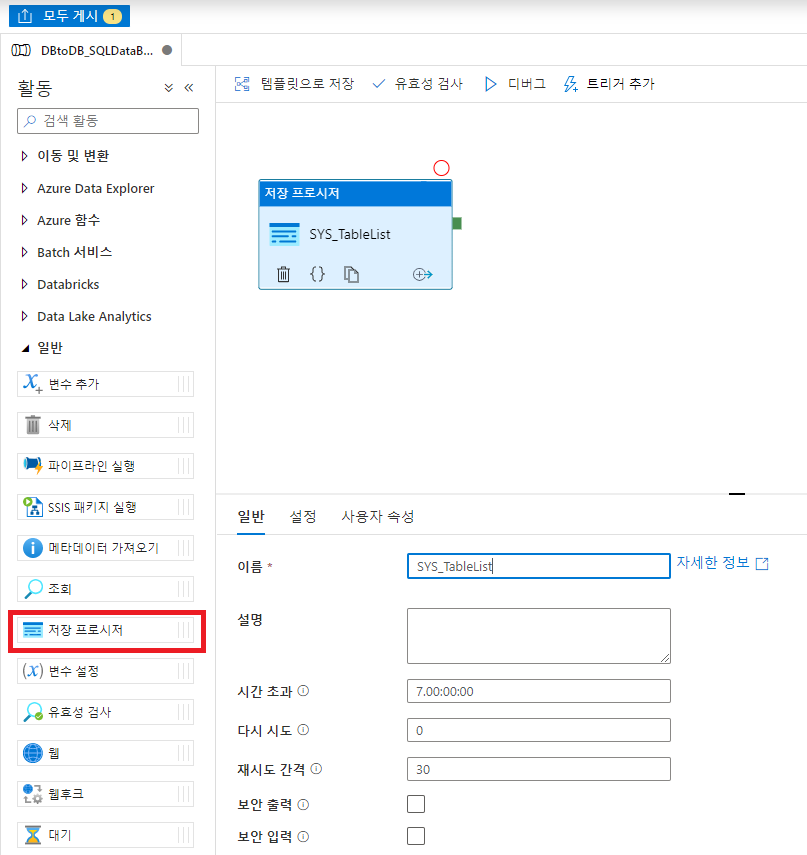 모두 게시 1
DBtoDB_SQLDataB...
활동
검색 활동
이동 및 변환
Azure Data Explorer
Azure 함수
Batch 서비스
Databricks
Data Lake Analytics
일반
변수 추가
삭제
파이프라인 실행
SSIS 패키지 실행
메타데이터 가져오기
조회
저장 프로시저
(x) 변수 설정
유효성 검사
웹
웹후크
대기
템플릿으로 저장 유효성 검사 디버그 트리거 추가
저장 프로시저
SYS_TableList
{}
일반 설정 사용자 속성
이름 * SYS_TableList 자세한 정보
설명
시간 초과 7.00:00:00
다시 시도 0
재시도 간격 30
보안 출력
보안 입력